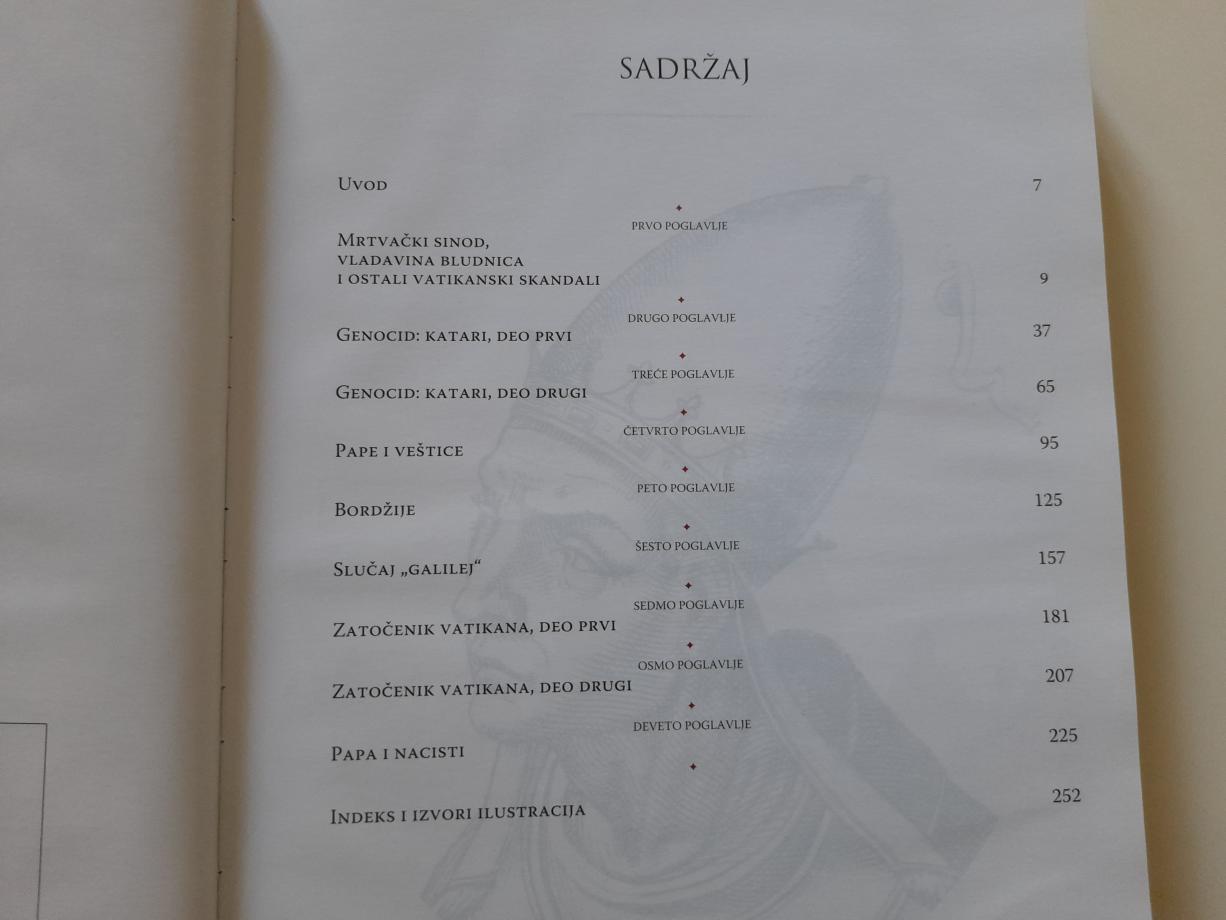 SADRŽAJ
Uvod 7
PRVO POGLAVLJE
Mrtvački sinod,
vladavina bludnica
i ostali vatikanski skandali 9
DRUGO POGLAVLJE
Genocid: katari, deo prvi 37
TREĆE POGLAVLJE
Genocid: katari, deo drugi 65
ČETVRTO POGLAVLJE
Pape i veštice 95
PETO POGLAVLJE
Bordžije 125
ŠESTO POGLAVLJE
Slučaj „galilej“ 157
SEDMO POGLAVLJE
Zatočenik Vatikana, deo prvi 181
OSMO POGLAVLJE
Zatočenik Vatikana, deo drugi 207
DEVETO POGLAVLJE
Papa i nacisti 225
Indeks i izvori ilustracija 252